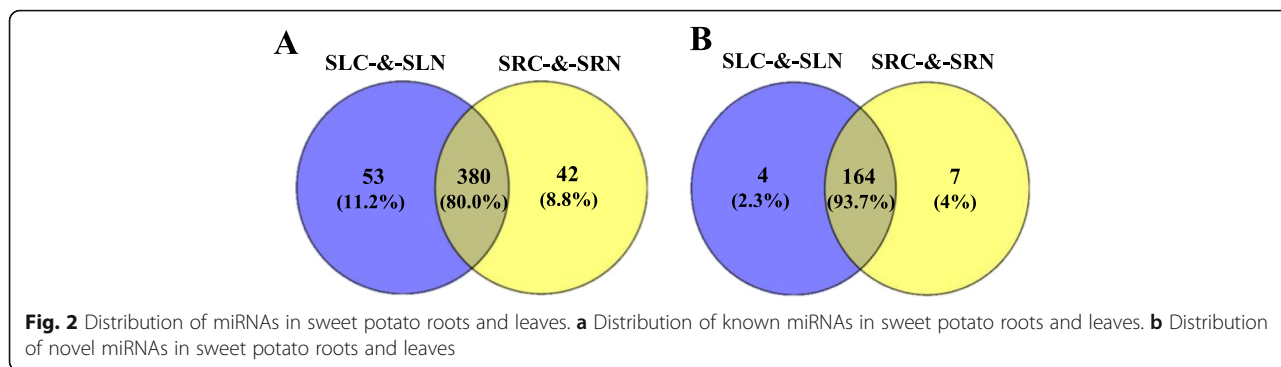 A
B
SLC-&-SLN
SRC-&-SRN
SLC-&-SLN
SRC-&-SRN
53
380
42
4
164
7
(11.2%)
(80.0%)
(8.8%)
(2.3%)
(93.7%)
(4%)
Fig. 2 Distribution of miRNAs in sweet potato roots and leaves. a Distribution of known miRNAs in sweet potato roots and leaves. b Distribution
of novel miRNAs in sweet potato roots and leaves